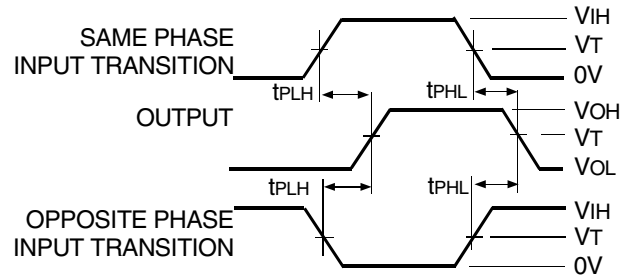 SAME PHASE
INPUT TRANSITION
VIH
VT
0V
tPLH
tPHL
OUTPUT
VOH
VT
VOL
tPLH
tPHL
OPPOSITE PHASE
INPUT TRANSITION
VIH
VT
0V